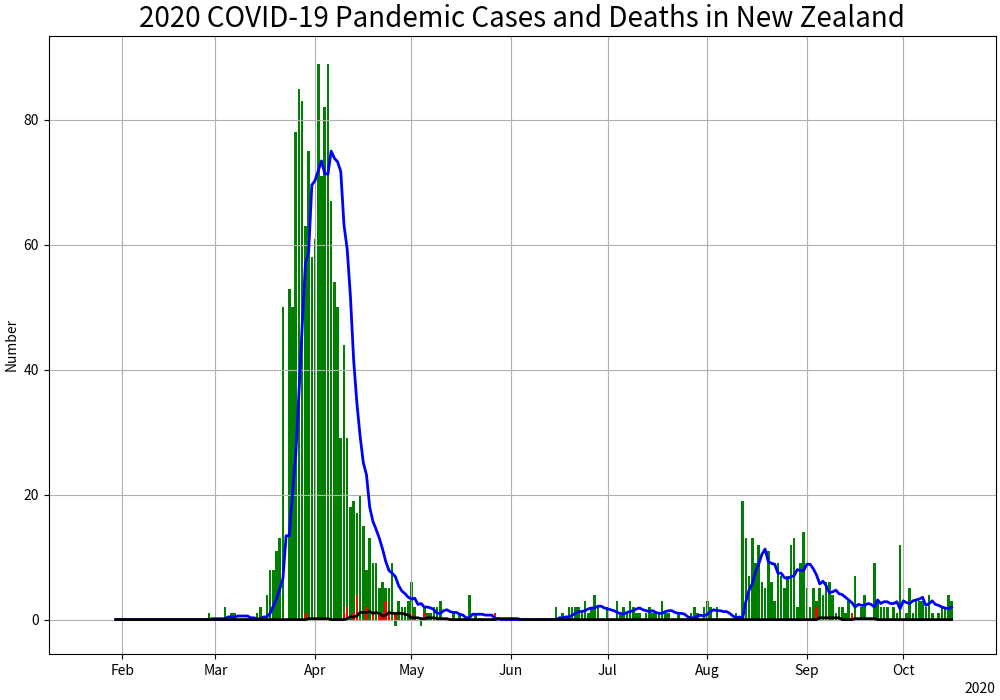 2020 COVID-19 Pandemic Cases and Deaths in New Zealand
Number
80
60
40
20
0
Feb Mar Apr May Jun Jul Aug Sep Oct
2020